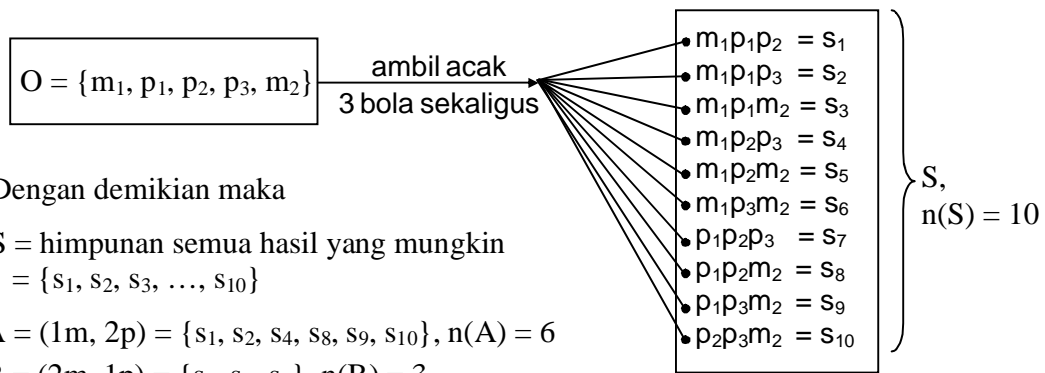 O = {m₁, p₁, p₂, p₃, m₂}
ambil acak
3 bola sekaligus
m₁p₁p₂ = s₁
m₁p₁p₃ = s₂
m₁p₁m₂ = s₃
m₁p₂p₃ = s₄
m₁p₂m₂ = s₅
m₁p₃m₂ = s₆
p₁p₂p₃ = s₇
p₁p₂m₂ = s₈
p₁p₃m₂ = s₉
p₂p₃m₂ = s₁₀
S,
n(S) = 10
Dengan demikian maka
S = himpunan semua hasil yang mungkin
= {s₁, s₂, s₃, …, s₁₀}
A = (1m, 2p) = {s₁, s₂, s₄, s₈, s₉, s₁₀}, n(A) = 6